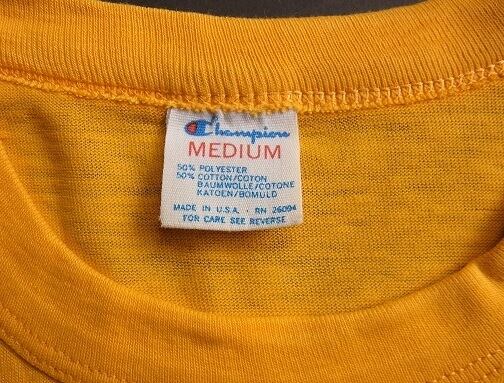 Champion
MEDIUM
50% POLYESTER
50% COTTON/COTON
BAUMWOLLE/COTONE
KATOEN/BOMULD
MADE IN U.S.A. · RN 26094
FOR CARE SEE REVERSE